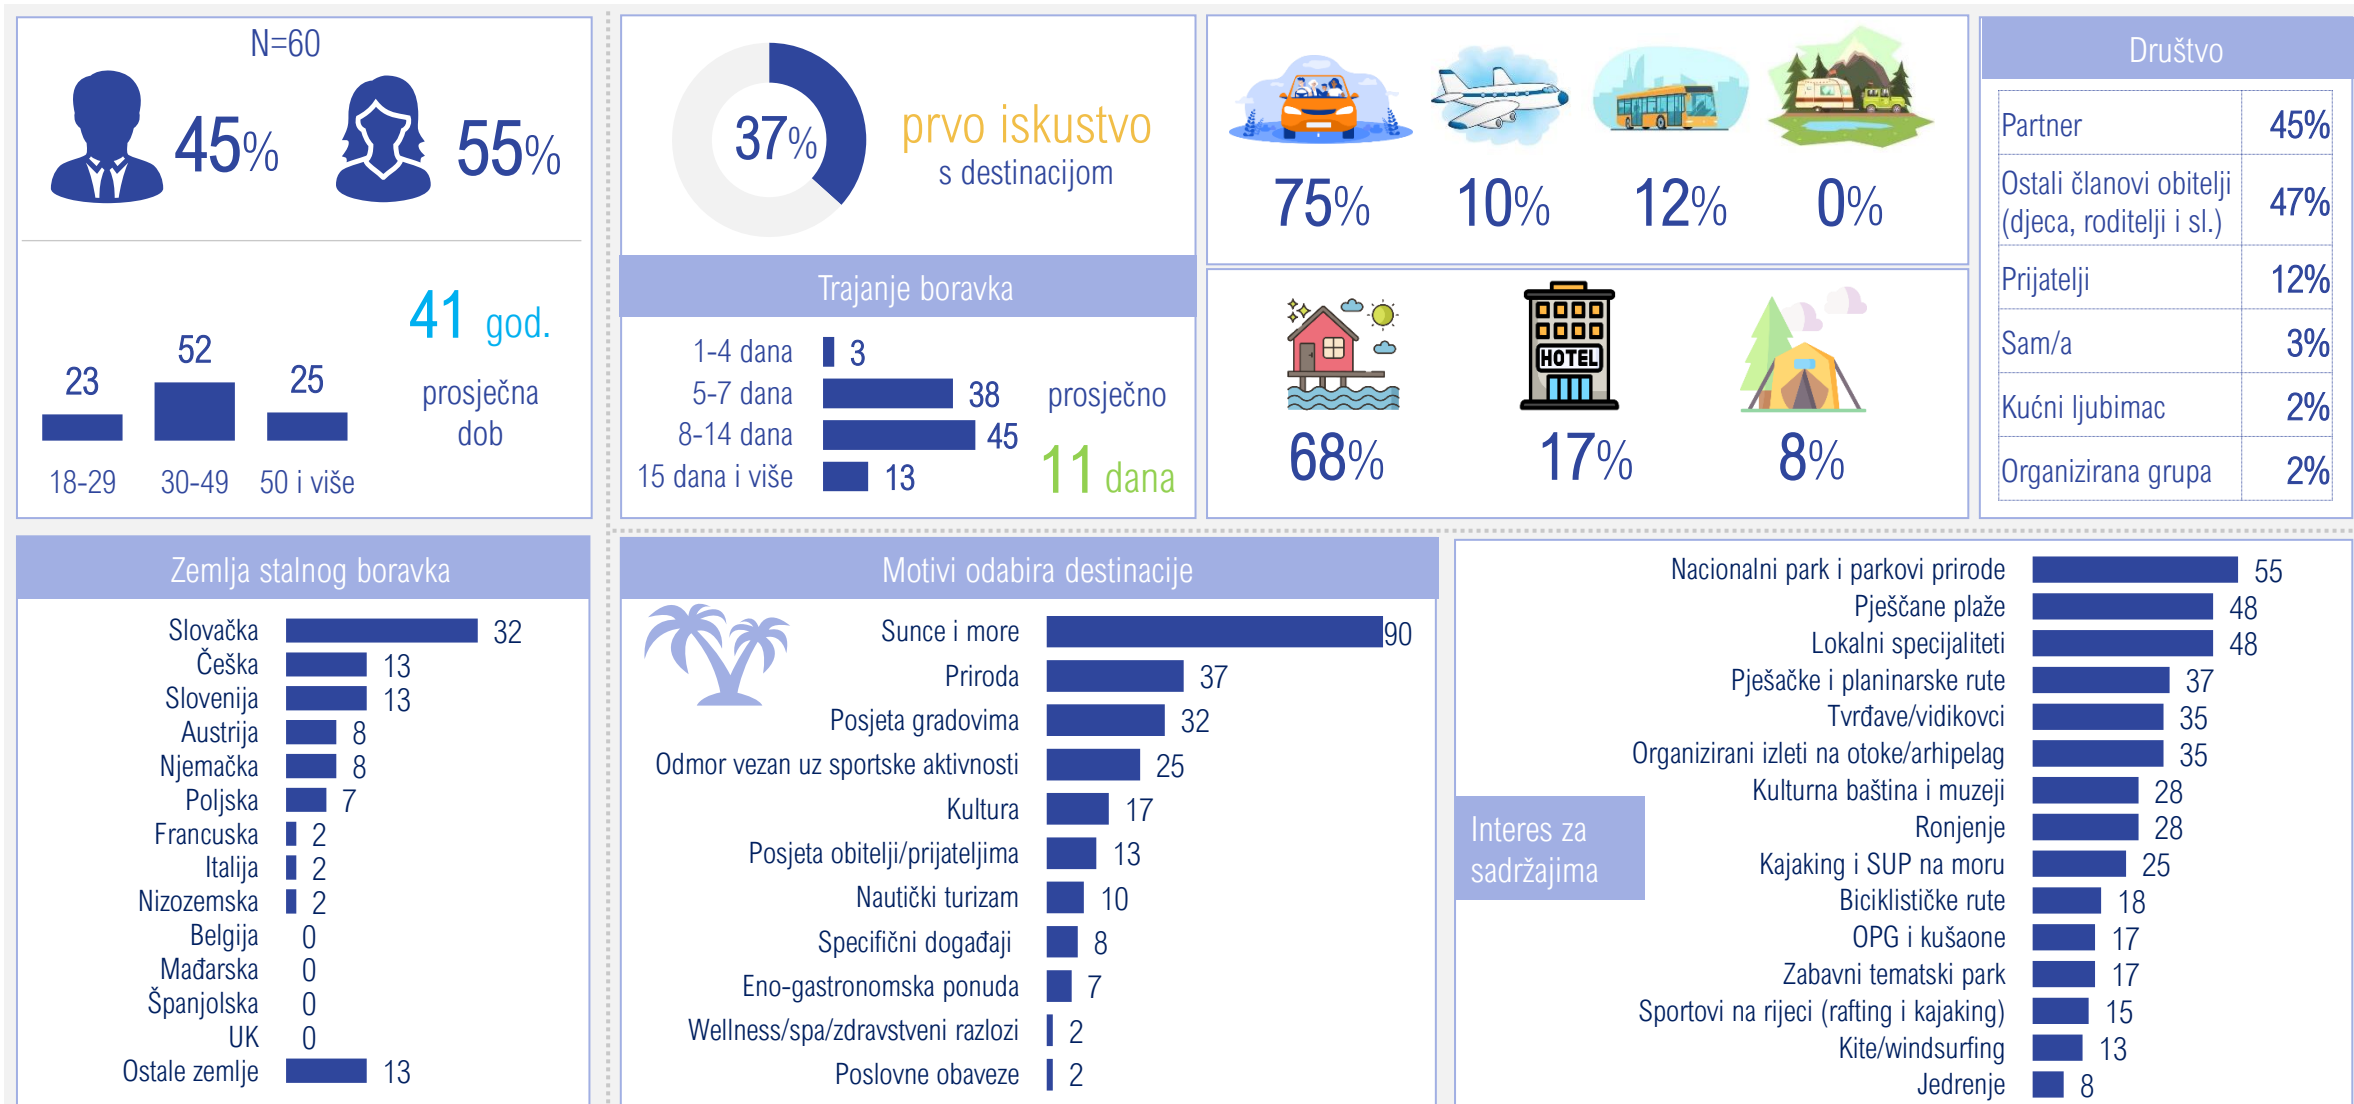 N=60
45%
55%
41 god.
prosječna
dob
23
52
25
18-29
30-49
50 i više
37%
prvo iskustvo
s destinacijom
Trajanje boravka
1-4 dana 3
5-7 dana 38
8-14 dana 45
15 dana i više 13
prosječno
11 dana
75%
10%
12%
0%
HOTEL
68%
17%
8%
Društvo
Partner 45%
Ostali članovi obitelji
(djeca, roditelji i sl.) 47%
Prijatelji 12%
Sam/a 3%
Kućni ljubimac 2%
Organizirana grupa 2%
Zemlja stalnog boravka
Slovačka 32
Češka 13
Slovenija 13
Austrija 8
Njemačka 8
Poljska 7
Francuska 2
Italija 2
Nizozemska 2
Belgija 0
Mađarska 0
Španjolska 0
UK 0
Ostale zemlje 13
Motivi odabira destinacije
Sunce i more 90
Priroda 37
Posjeta gradovima 32
Odmor vezan uz sportske aktivnosti 25
Kultura 17
Posjeta obitelji/prijateljima 13
Nautički turizam 10
Specifični događaji 8
Eno-gastronomska ponuda 7
Wellness/spa/zdravstveni razlozi 2
Poslovne obaveze 2
Interes za
sadržajima
Nacionalni park i parkovi prirode 55
Pješčane plaže 48
Lokalni specijaliteti 48
Pješačke i planinarske rute 37
Tvrđave/vidikovci 35
Organizirani izleti na otoke/arhipelag 35
Kulturna baština i muzeji 28
Ronjenje 28
Kajaking i SUP na moru 25
Biciklističke rute 18
OPG i kušaone 17
Zabavni tematski park 17
Sportovi na rijeci (rafting i kajaking) 15
Kite/windsurfing 13
Jedrenje 8